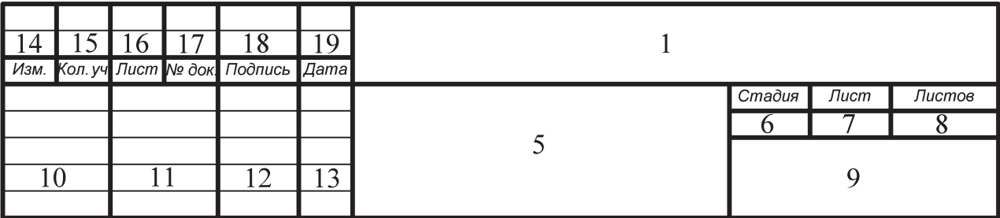 14 15 16 17 18 19 1
Изм. Кол. уч Лист № док. Подпись Дата
Стадия Лист Листов
6 7 8
5
10 11 12 13 9